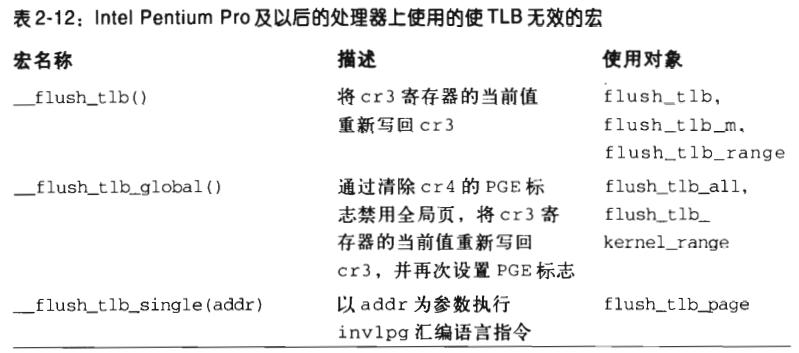 表2-12：Intel Pentium Pro及以后的处理器上使用的使TLB无效的宏
宏名称 描述 使用对象
__flush_tlb() 将cr3寄存器的当前值 flush_tlb,
重新写回cr3 flush_tlb_m,
flush_tlb_range
__flush_tlb_global() 通过清除cr4的PGE标 flush_tlb_all,
志禁用全局页，将cr3寄 flush_tlb_
存器的当前值重新写回 kernel_range
cr3，并再次设置PGE标志
__flush_tlb_single(addr) 以addr为参数执行 flush_tlb_page
invlpg汇编语言指令